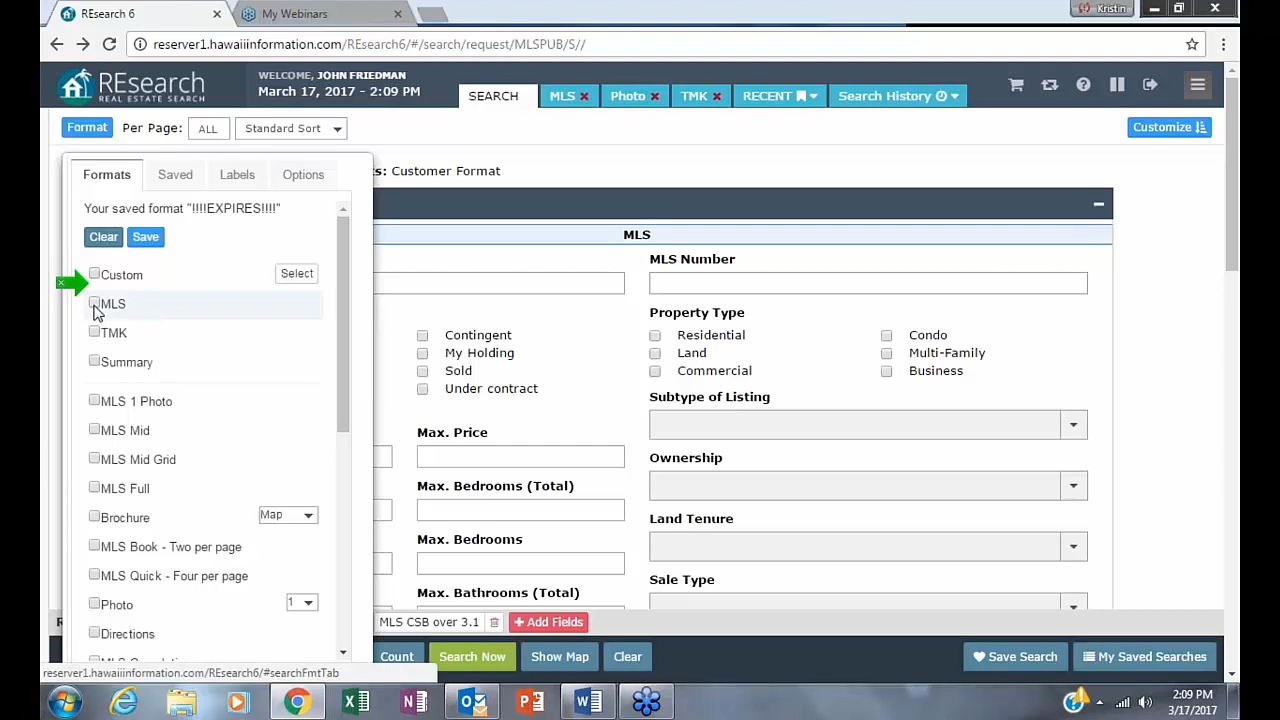 REsearch 6
My Webinars
Kristin
reserver1.hawaiiinformation.com/REsearch6/#/search/request/MLSPUB/S//
REsearch
REAL ESTATE SEARCH
WELCOME, JOHN FRIEDMAN
March 17, 2017 - 2:09 PM
SEARCH
MLS
Photo
TMK
RECENT
Search History
Format
Per Page:
ALL
Standard Sort
Customize
Formats
Saved
Labels
Options
Your saved format "!!!!EXPIRES!!!!"
Clear
Save
Custom
Select
MLS
TMK
Summary
MLS 1 Photo
MLS Mid
MLS Mid Grid
MLS Full
Brochure
Map
MLS Book - Two per page
MLS Quick - Four per page
Photo
1
Directions
: Customer Format
MLS
MLS Number
Contingent
My Holding
Sold
Under contract
Property Type
Residential
Condo
Land
Multi-Family
Commercial
Business
Subtype of Listing
Max. Price
Ownership
Max. Bedrooms (Total)
Land Tenure
Max. Bedrooms
Sale Type
Max. Bathrooms (Total)
MLS CSB over 3.1
Add Fields
Count
Search Now
Show Map
Clear
Save Search
My Saved Searches
reserver1.hawaiiinformation.com/REsearch6/#searchFmtTab
2:09 PM
3/17/2017